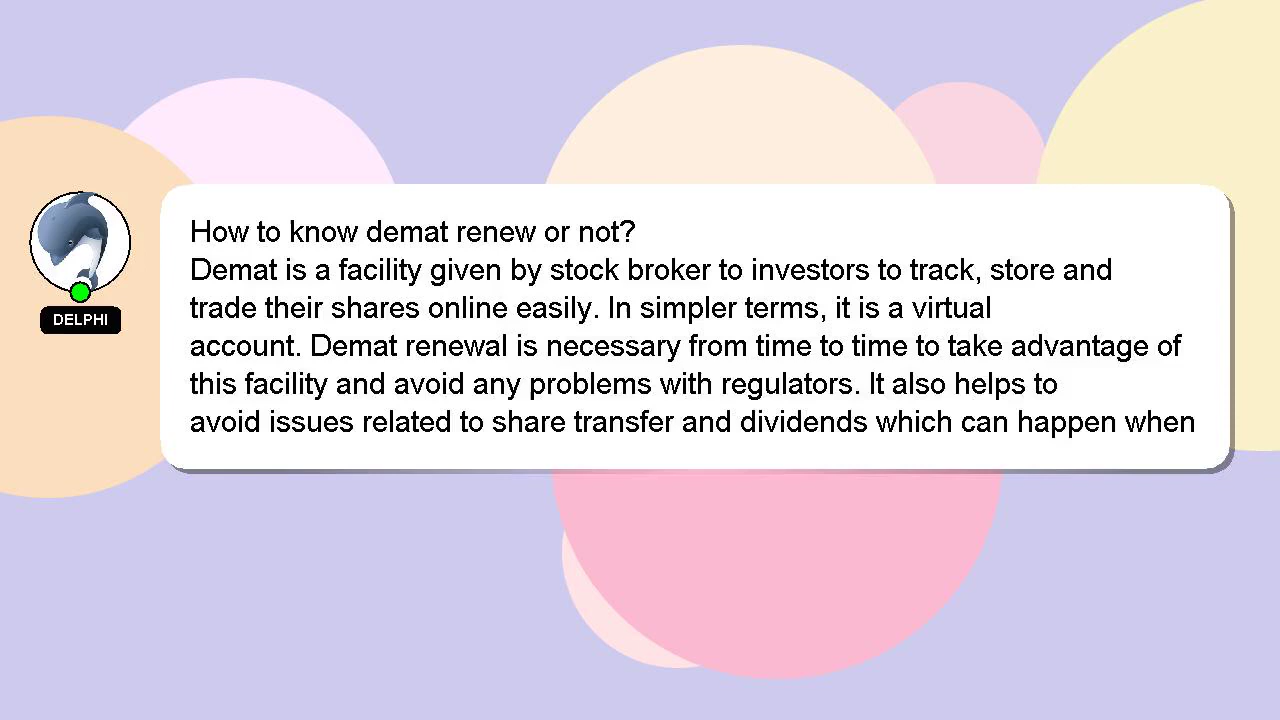 How to know demat renew or not?
Demat is a facility given by stock broker to investors to track, store and
trade their shares online easily. In simpler terms, it is a virtual
account. Demat renewal is necessary from time to time to take advantage of
this facility and avoid any problems with regulators. It also helps to
avoid issues related to share transfer and dividends which can happen when
DELPHI